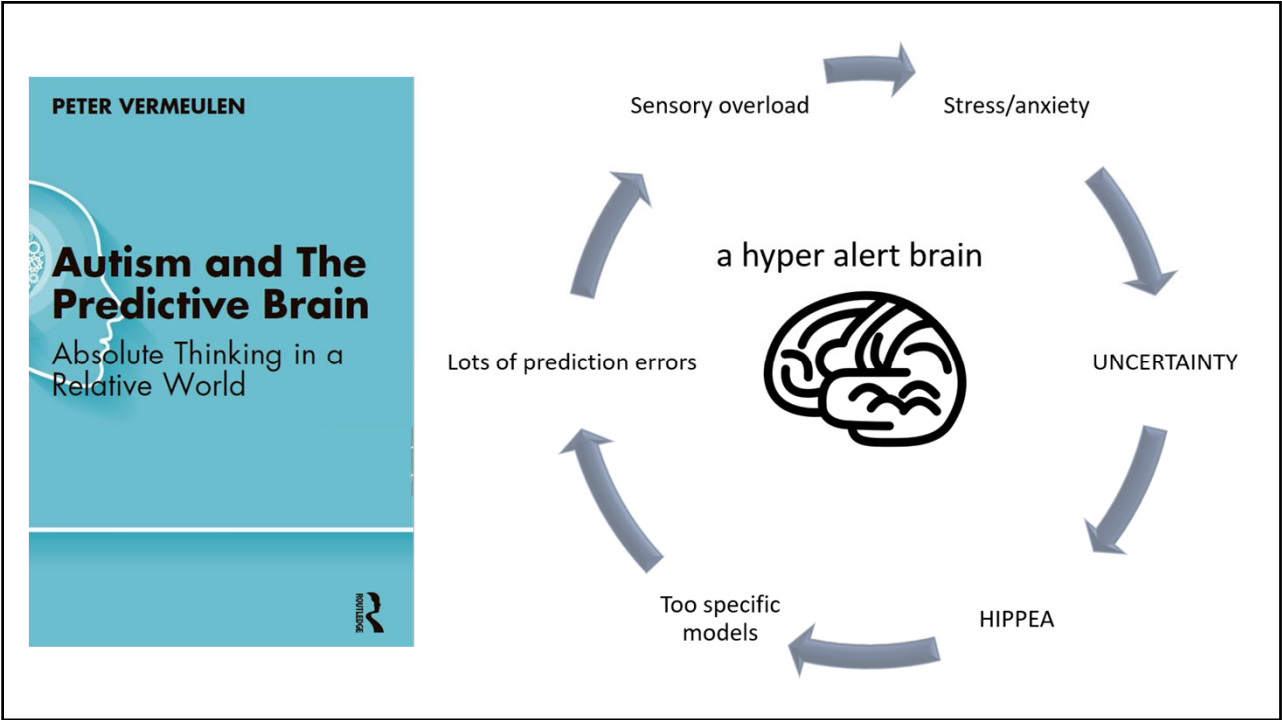 PETER VERMEULEN
Autism and The
Predictive Brain
Absolute Thinking in a
Relative World
ROUTLEDGE
Sensory overload
Stress/anxiety
a hyper alert brain
Lots of prediction errors
UNCERTAINTY
Too specific
models
HIPPEA